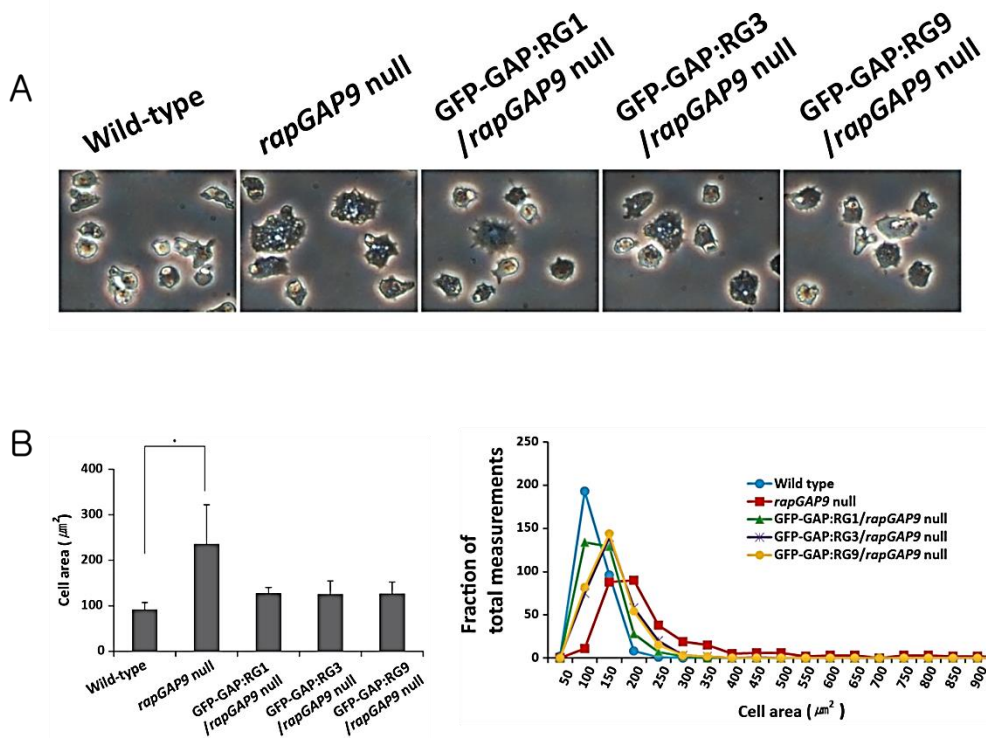 A
Wild-type
rapGAP9 null
GFP-GAP:RG1
/rapGAP9 null
GFP-GAP:RG3
/rapGAP9 null
GFP-GAP:RG9
/rapGAP9 null
B
Cell area (㎛²)
400
300
200
100
0
*
Wild-type
rapGAP9 null
GFP-GAP:RG1
/rapGAP9 null
GFP-GAP:RG3
/rapGAP9 null
GFP-GAP:RG9
/rapGAP9 null
Fraction of
total measurements
250
200
150
100
50
0
Wild type
rapGAP9 null
GFP-GAP:RG1/rapGAP9 null
GFP-GAP:RG3/rapGAP9 null
GFP-GAP:RG9/rapGAP9 null
50 100 150 200 250 300 350 400 450 500 550 600 650 700 750 800 850 900
Cell area (㎛²)